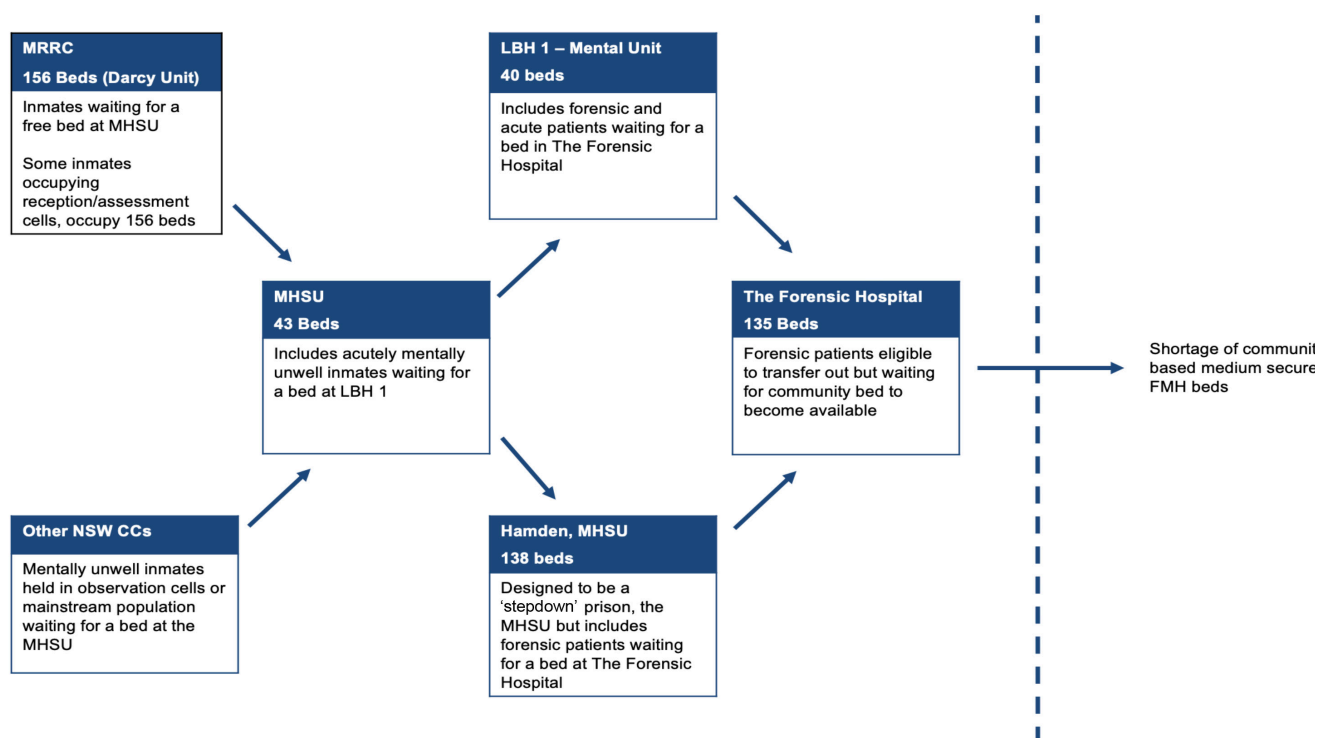 MRRC
156 Beds (Darcy Unit)
Inmates waiting for a
free bed at MHSU
Some inmates
occupying
reception/assessment
cells, occupy 156 beds
LBH 1 – Mental Unit
40 beds
Includes forensic and
acute patients waiting for a
bed in The Forensic
Hospital
MHSU
43 Beds
Includes acutely mentally
unwell inmates waiting for
a bed at LBH 1
The Forensic Hospital
135 Beds
Forensic patients eligible
to transfer out but waiting
for community bed to
become available
Shortage of communit
based medium secure
FMH beds
Other NSW CCs
Mentally unwell inmates
held in observation cells or
mainstream population
waiting for a bed at the
MHSU
Hamden, MHSU
138 beds
Designed to be a
‘stepdown’ prison, the
MHSU but includes
forensic patients waiting
for a bed at The Forensic
Hospital